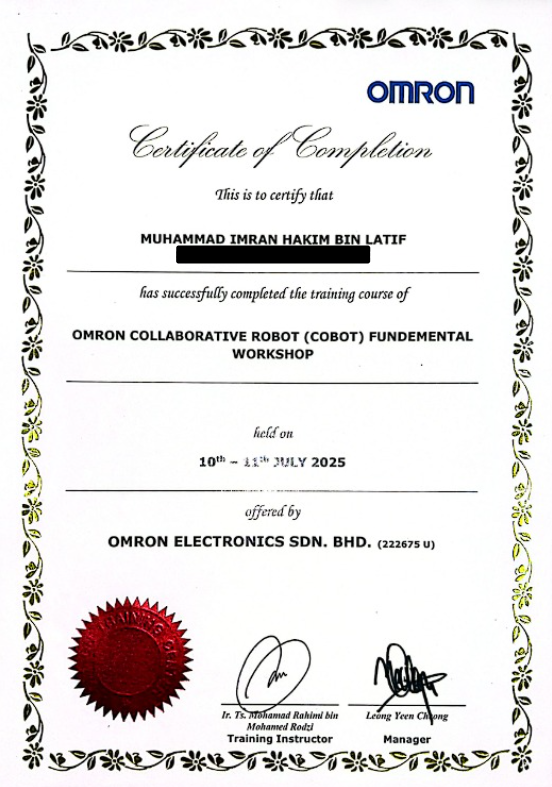 OMRON
Certificate of Completion
This is to certify that
MUHAMMAD IMRAN HAKIM BIN LATIF
has successfully completed the training course of
OMRON COLLABORATIVE ROBOT (COBOT) FUNDEMENTAL
WORKSHOP
held on
10th – 11th JULY 2025
offered by
OMRON ELECTRONICS SDN. BHD. (222675 U)
TRAINING
Ir. Ts. Mohamad Rahimi bin
Mohamed Rodzi
Training Instructor
Leong Yeen Choong
Manager